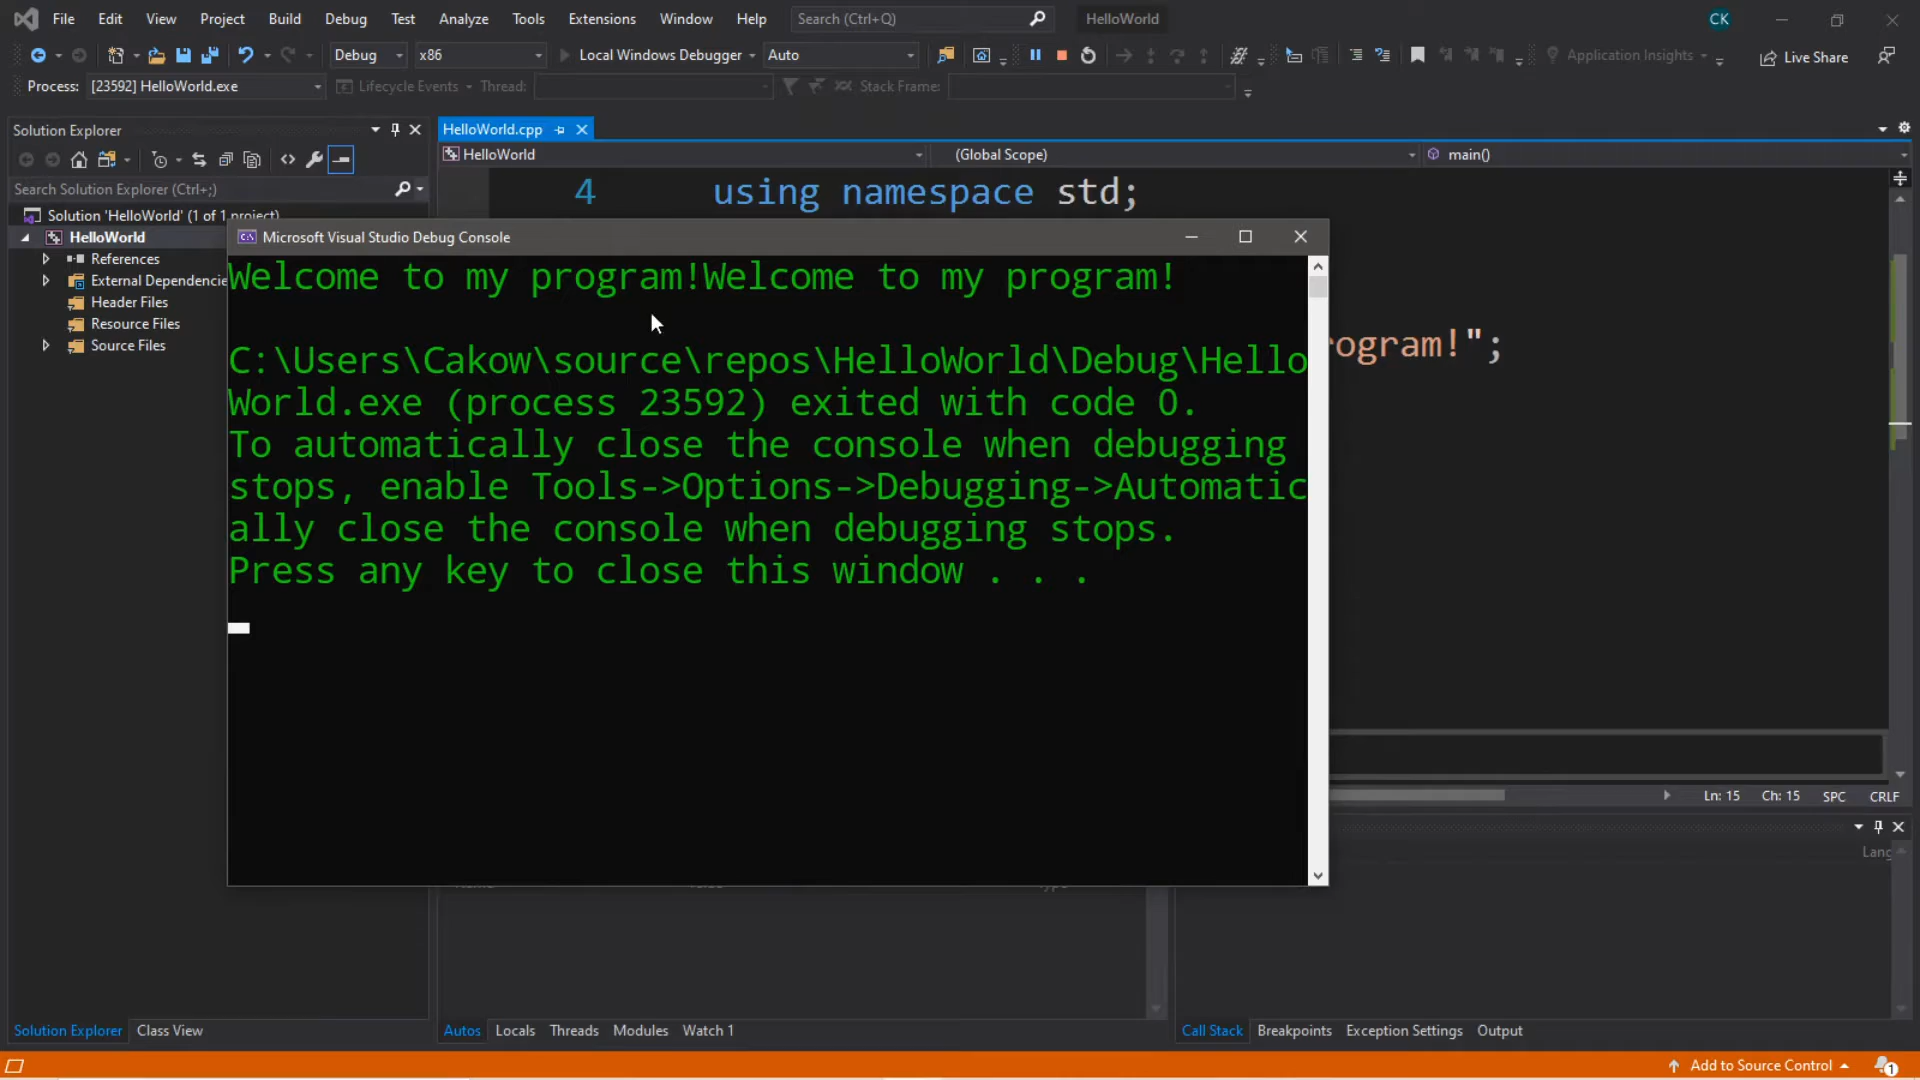 File Edit View Project Build Debug Test Analyze Tools Extensions Window Help Search (Ctrl+Q) HelloWorld CK
Debug x86 Local Windows Debugger Auto Application Insights Live Share
Process: [23592] HelloWorld.exe Lifecycle Events Thread: Stack Frame:
Solution Explorer
HelloWorld.cpp
HelloWorld (Global Scope) main()
Search Solution Explorer (Ctrl+;)
4 using namespace std;
Solution 'HelloWorld' (1 of 1 project)
HelloWorld
References
External Dependencie
Header Files
Resource Files
Source Files
Microsoft Visual Studio Debug Console
Welcome to my program!Welcome to my program!
C:\Users\Cakow\source\repos\HelloWorld\Debug\Hello
World.exe (process 23592) exited with code 0.
To automatically close the console when debugging
stops, enable Tools->Options->Debugging->Automatic
ally close the console when debugging stops.
Press any key to close this window . . .
rogram!";
Ln: 15 Ch: 15 SPC CRLF
Lang
Solution Explorer Class View
Autos Locals Threads Modules Watch 1
Call Stack Breakpoints Exception Settings Output
Add to Source Control 1